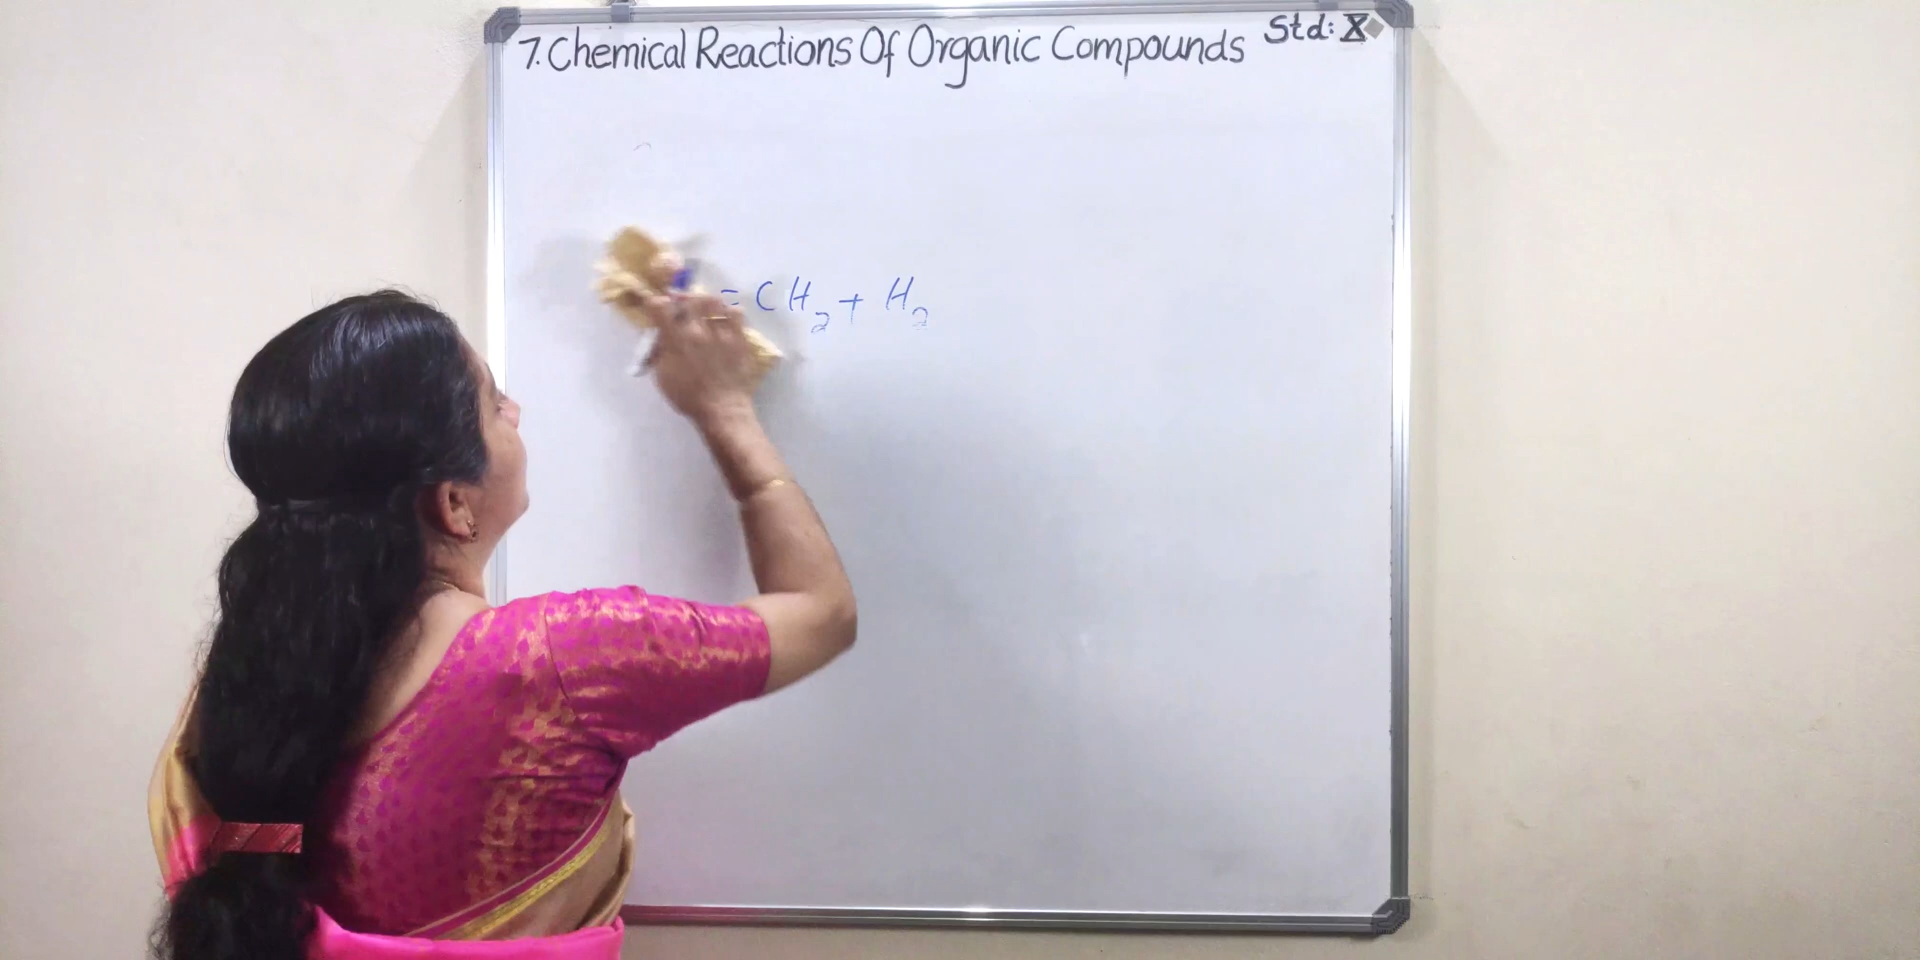 7. Chemical Reactions Of Organic Compounds Std: X
= CH₂ + H₂